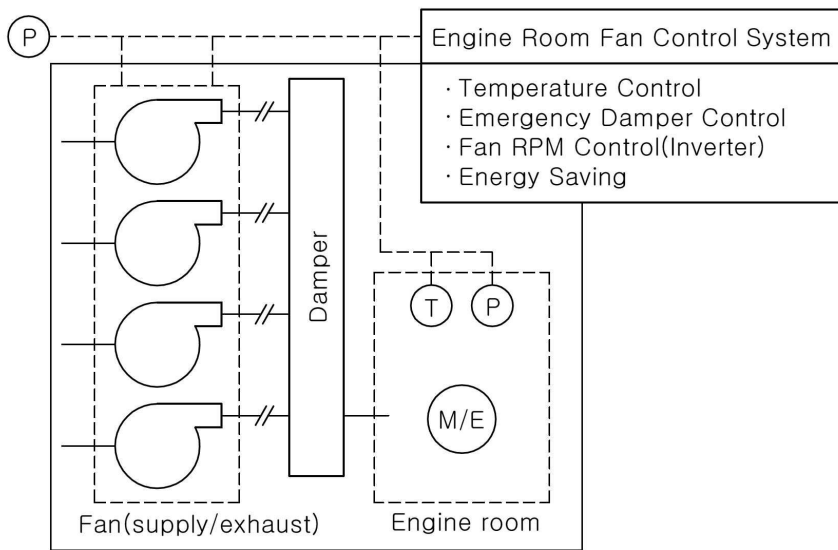 P
Engine Room Fan Control System
· Temperature Control
· Emergency Damper Control
· Fan RPM Control(Inverter)
· Energy Saving
Damper
T
P
M/E
Fan(supply/exhaust)
Engine room